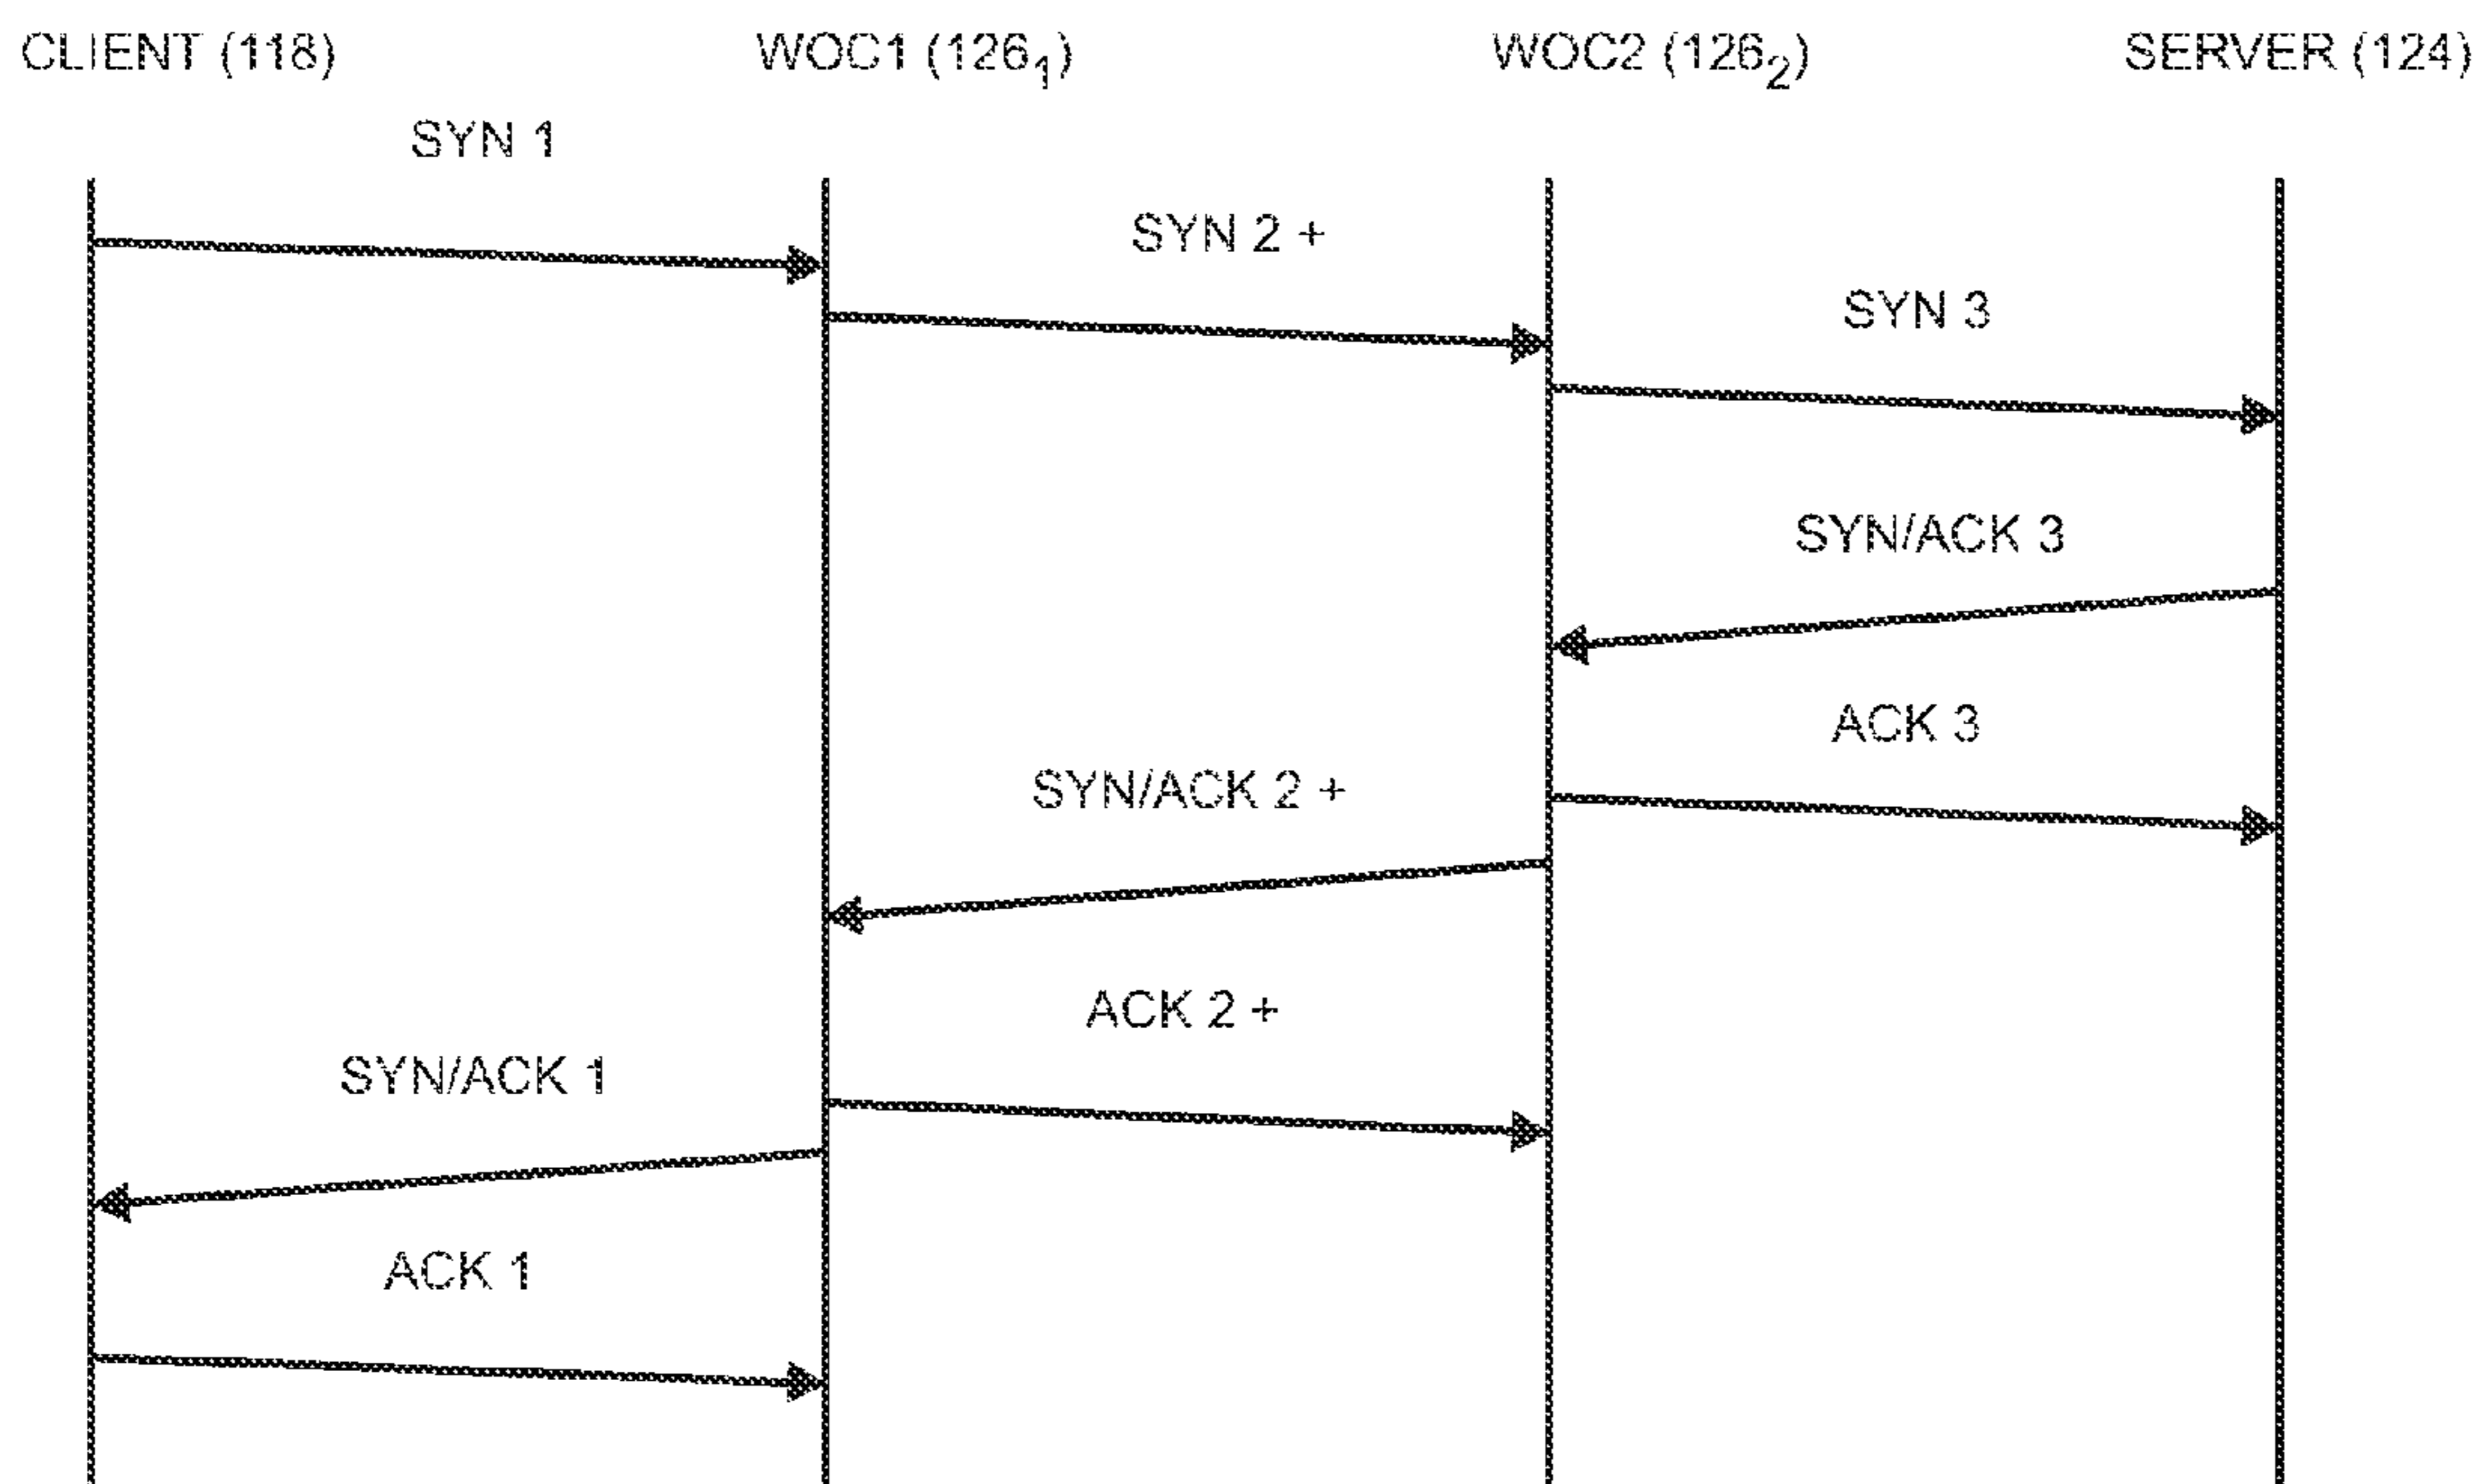 CLIENT (118) WOC1 (126₁) WOC2 (126₂) SERVER (124)
SYN 1
SYN 2 +
SYN 3
SYN/ACK 3
ACK 3
SYN/ACK 2 +
ACK 2 +
SYN/ACK 1
ACK 1